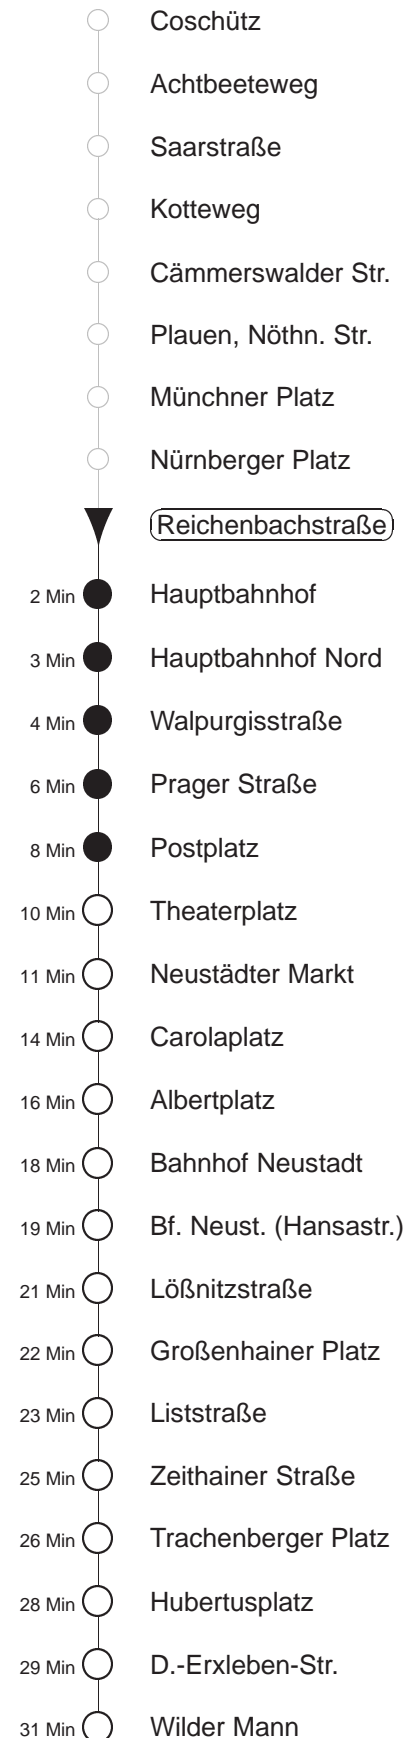 Coschütz
Achtbeeteweg
Saarstraße
Kotteweg
Cämmerswalder Str.
Plauen, Nöthn. Str.
Münchner Platz
Nürnberger Platz
Reichenbachstraße
2 Min Hauptbahnhof
3 Min Hauptbahnhof Nord
4 Min Walpurgisstraße
6 Min Prager Straße
8 Min Postplatz
10 Min Theaterplatz
11 Min Neustädter Markt
14 Min Carolaplatz
16 Min Albertplatz
18 Min Bahnhof Neustadt
19 Min Bf. Neust. (Hansastr.)
21 Min Lößnitzstraße
22 Min Großenhainer Platz
23 Min Liststraße
25 Min Zeithainer Straße
26 Min Trachenberger Platz
28 Min Hubertusplatz
29 Min D.-Erxleben-Str.
31 Min Wilder Mann